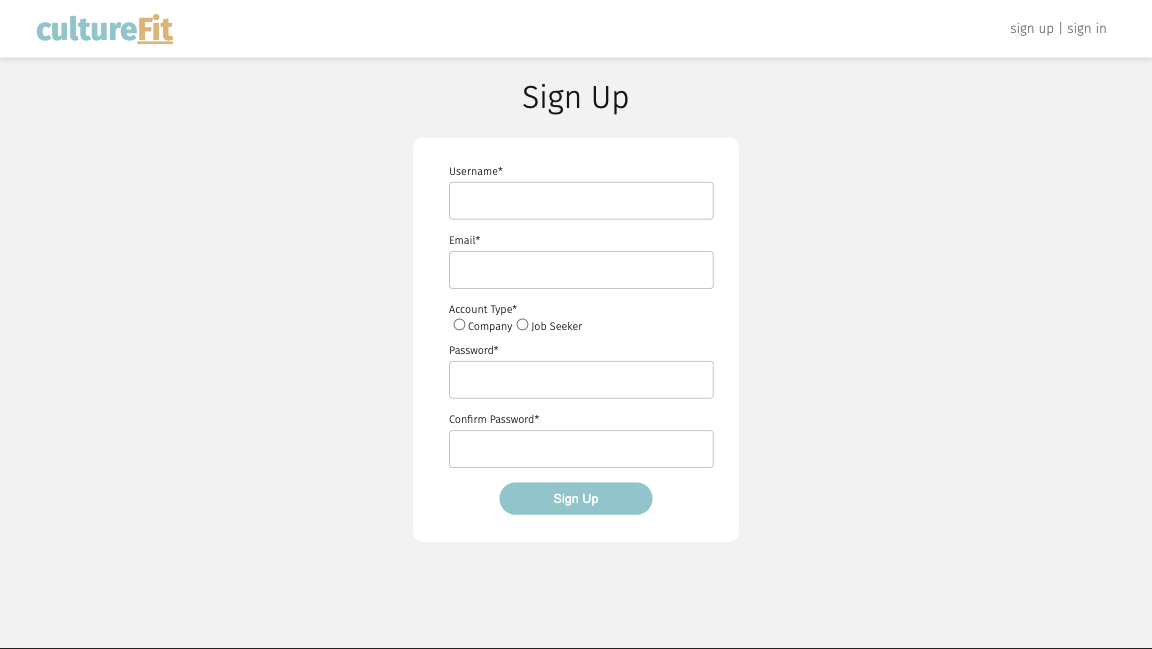 cultureFit
sign up | sign in
Sign Up
Username*
Email*
Account Type*
Company Job Seeker
Password*
Confirm Password*
Sign Up